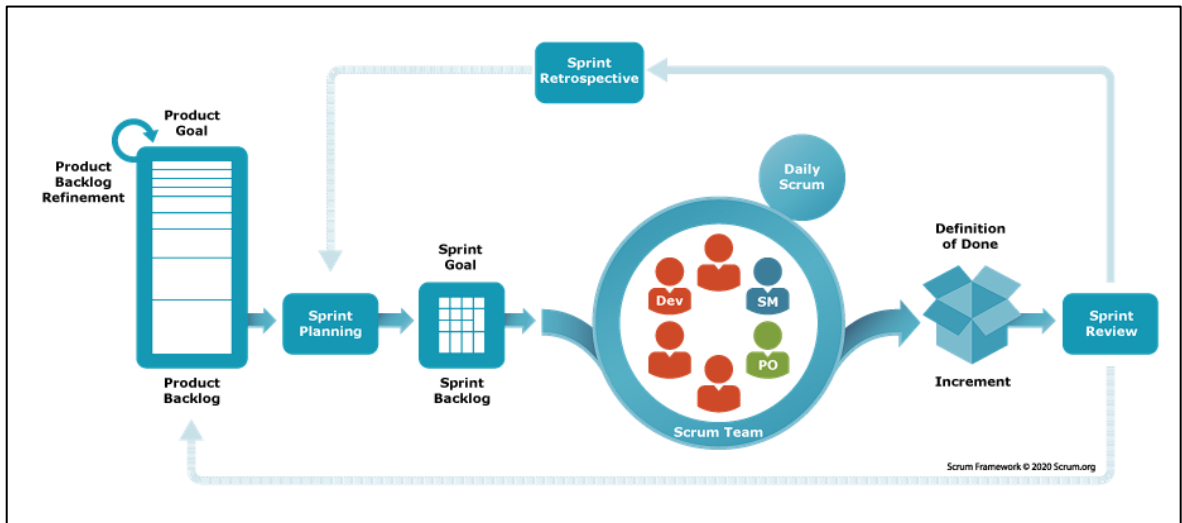 Sprint
Retrospective
Product
Goal
Product
Backlog
Refinement
Daily
Scrum
Definition
of Done
Sprint
Goal
Dev
SM
Sprint
Planning
Sprint
Review
PO
Product
Backlog
Sprint
Backlog
Increment
Scrum Team
Scrum Framework © 2020 Scrum.org